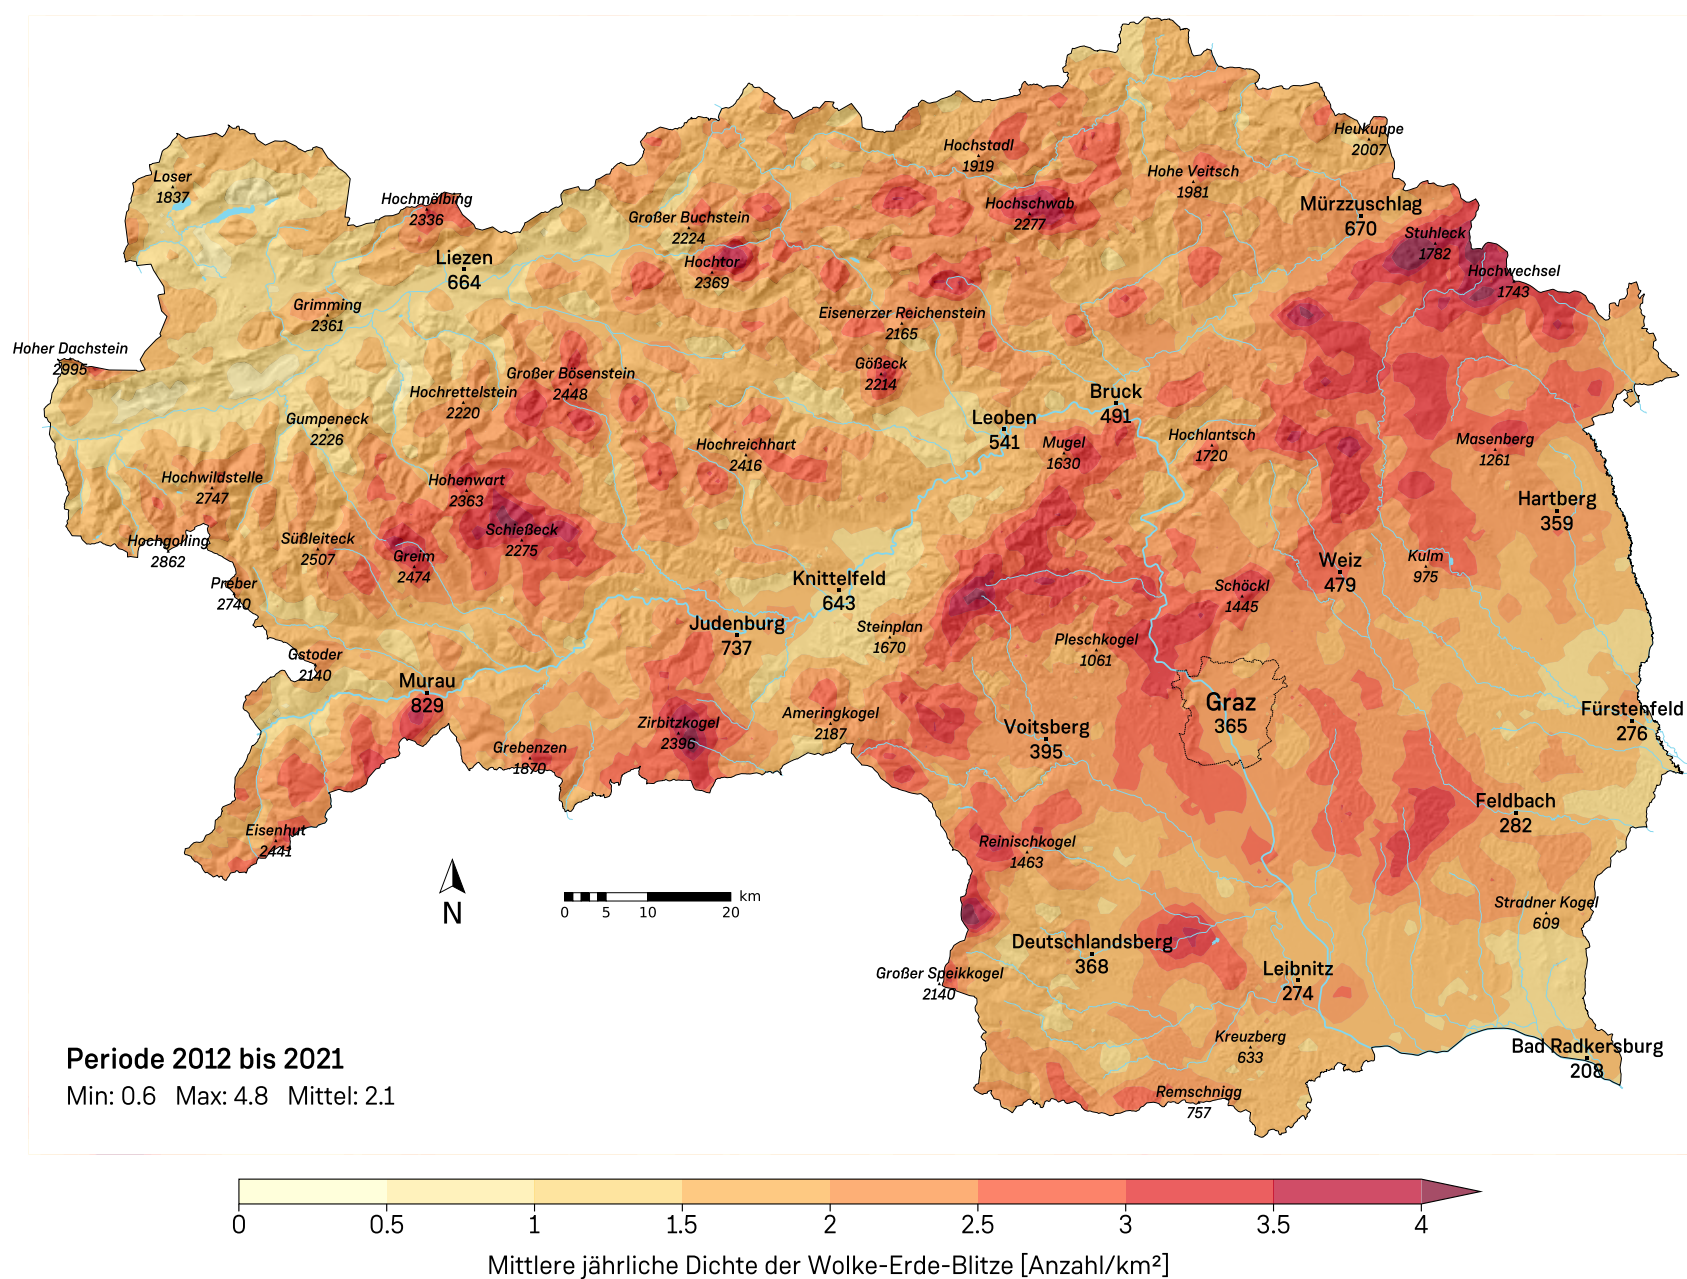 Loser
1837
Hochmölbing
2336
Liezen
664
Großer Buchstein
2224
Hochtor
2369
Hochstadl
1919
Hochschwab
2277
Hohe Veitsch
1981
Heukuppe
2007
Mürzzuschlag
670
Stuhleck
1782
Hochwechsel
1743
Grimming
2361
Eisenerzer Reichenstein
2165
Hoher Dachstein
2995
Großer Bösenstein
2448
Gößeck
2214
Hochrettelstein
2220
Gumpeneck
2226
Bruck
491
Leoben
541
Mugel
1630
Hochlantsch
1720
Hochreichhart
2416
Masenberg
1261
Hochwildstelle
2747
Hohenwart
2363
Hartberg
359
Hochgolling
2862
Süßleiteck
2507
Schießeck
2275
Greim
2474
Preber
2740
Knittelfeld
643
Weiz
479
Kulm
975
Schöckl
1445
Judenburg
737
Steinplan
1670
Pleschkogel
1061
Gstoder
2140
Murau
829
Graz
365
Fürstenfeld
276
Zirbitzkogel
2396
Ameringkogel
2187
Voitsberg
395
Grebenzen
1870
Feldbach
282
Eisenhut
2441
Reinischkogel
1463
Stradner Kogel
609
Deutschlandsberg
368
Großer Speikkogel
2140
Leibnitz
274
Kreuzberg
633
Bad Radkersburg
208
Remschnigg
757
N
km
0 5 10 20
Periode 2012 bis 2021
Min: 0.6 Max: 4.8 Mittel: 2.1
0 0.5 1 1.5 2 2.5 3 3.5 4
Mittlere jährliche Dichte der Wolke-Erde-Blitze [Anzahl/km²]